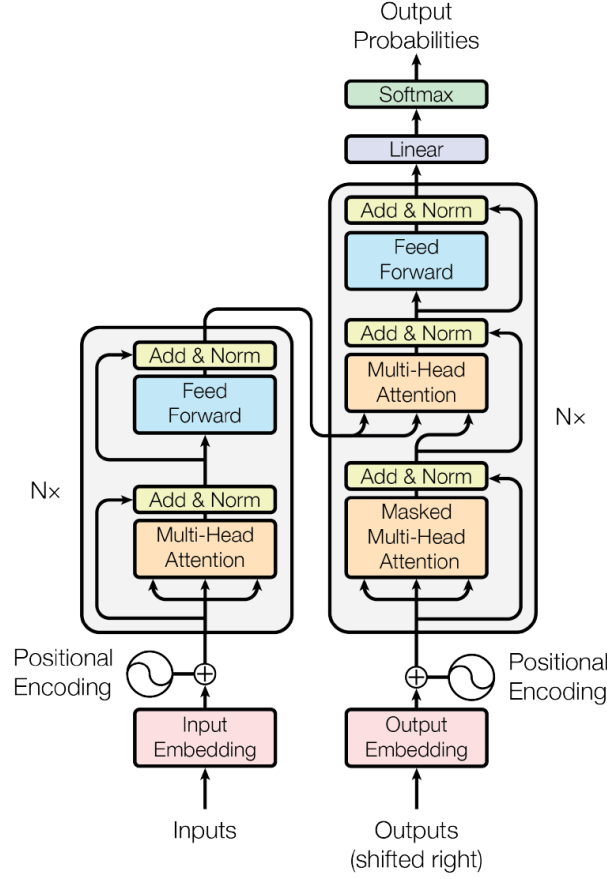 Output
Probabilities
Softmax
Linear
Add & Norm
Feed
Forward
Add & Norm
Multi-Head
Attention
Add & Norm
Masked
Multi-Head
Attention
Nx
Add & Norm
Feed
Forward
Add & Norm
Multi-Head
Attention
Nx
Positional
Encoding
Positional
Encoding
Input
Embedding
Output
Embedding
Inputs
Outputs
(shifted right)